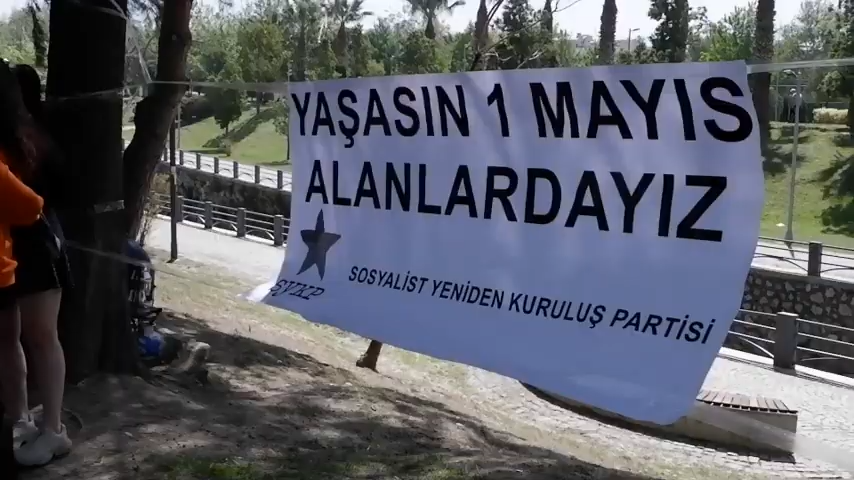 YAŞASIN 1 MAYIS
ALANLARDAYIZ
SYKP
SOSYALİST YENİDEN KURULUŞ PARTİSİ